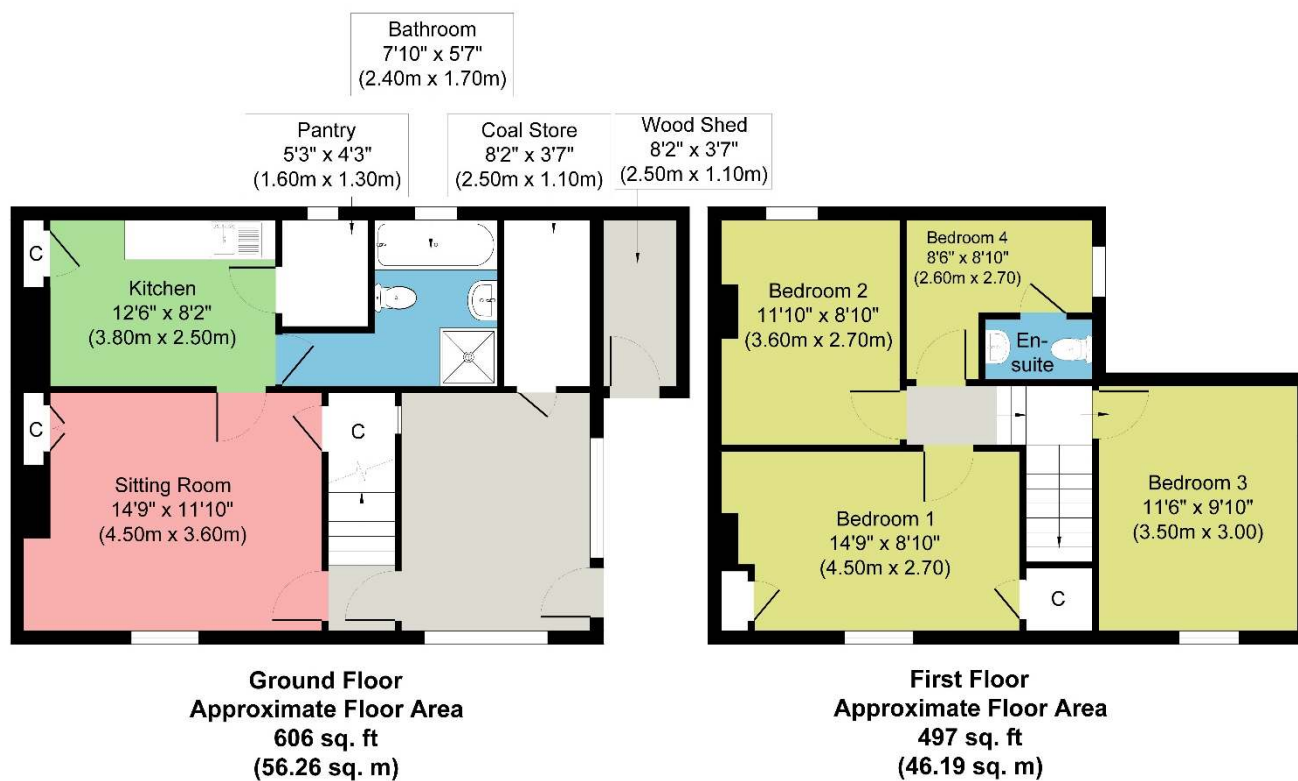 Bathroom
7'10" x 5'7"
(2.40m x 1.70m)
Pantry
5'3" x 4'3"
(1.60m x 1.30m)
Coal Store
8'2" x 3'7"
(2.50m x 1.10m)
Wood Shed
8'2" x 3'7"
(2.50m x 1.10m)
C
Kitchen
12'6" x 8'2"
(3.80m x 2.50m)
C
Sitting Room
14'9" x 11'10"
(4.50m x 3.60m)
C
Ground Floor
Approximate Floor Area
606 sq. ft
(56.26 sq. m)
Bedroom 2
11'10" x 8'10"
(3.60m x 2.70m)
Bedroom 4
8'6" x 8'10"
(2.60m x 2.70)
En-
suite
Bedroom 1
14'9" x 8'10"
(4.50m x 2.70)
C
Bedroom 3
11'6" x 9'10"
(3.50m x 3.00)
First Floor
Approximate Floor Area
497 sq. ft
(46.19 sq. m)